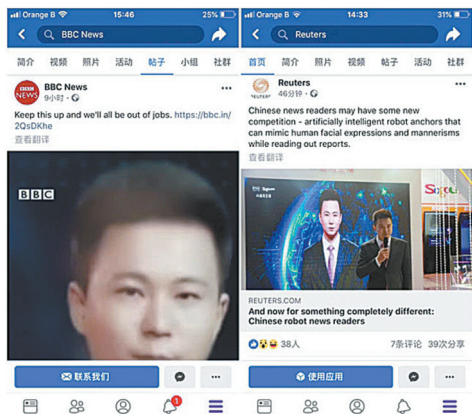 Orange B
15:46
25%
BBC News
简介 视频 照片 活动 帖子 小组 社群
BBC NEWS
BBC News
9小时
Keep this up and we'll all be out of jobs. https://bbc.in/
2QsDKhe
查看翻译
BBC
联系我们
1
Orange B
14:33
31%
Reuters
首页 简介 视频 照片 活动 帖子 社群
REUTERS
Reuters
46分钟
Chinese news readers may have some new
competition - artificially intelligent robot anchors that
can mimic human facial expressions and mannerisms
while reading out reports.
查看翻译
REUTERS.COM
And now for something completely different:
Chinese robot news readers
38人
7条评论 39次分享
使用应用